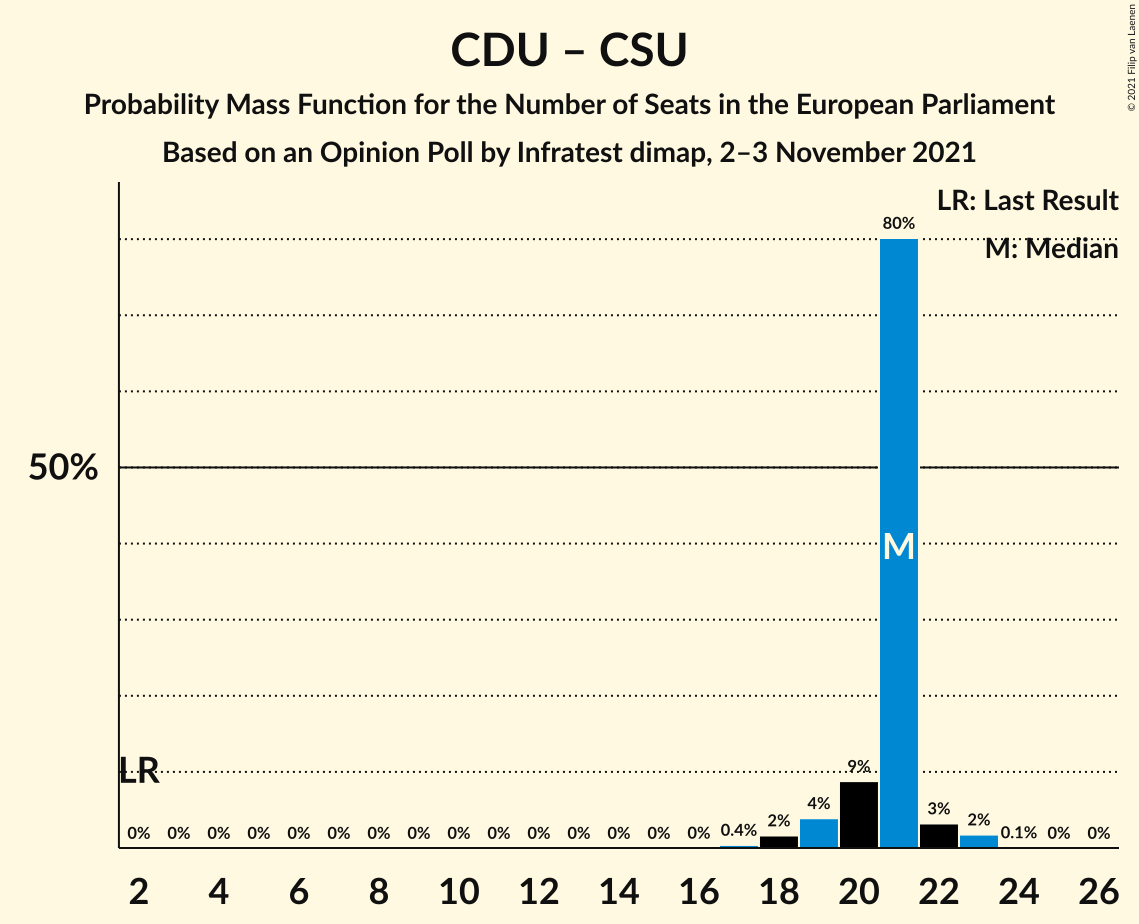 CDU – CSU
Probability Mass Function for the Number of Seats in the European Parliament
Based on an Opinion Poll by Infratest dimap, 2–3 November 2021
© 2021 Filip van Laenen
LR: Last Result
M: Median
80%
50%
M
LR
9%
0% 0% 0% 0% 0% 0% 0% 0% 0% 0% 0% 0% 0% 0% 0% 0.4% 2% 4% 3% 2% 0.1% 0% 0%
2 4 6 8 10 12 14 16 18 20 22 24 26